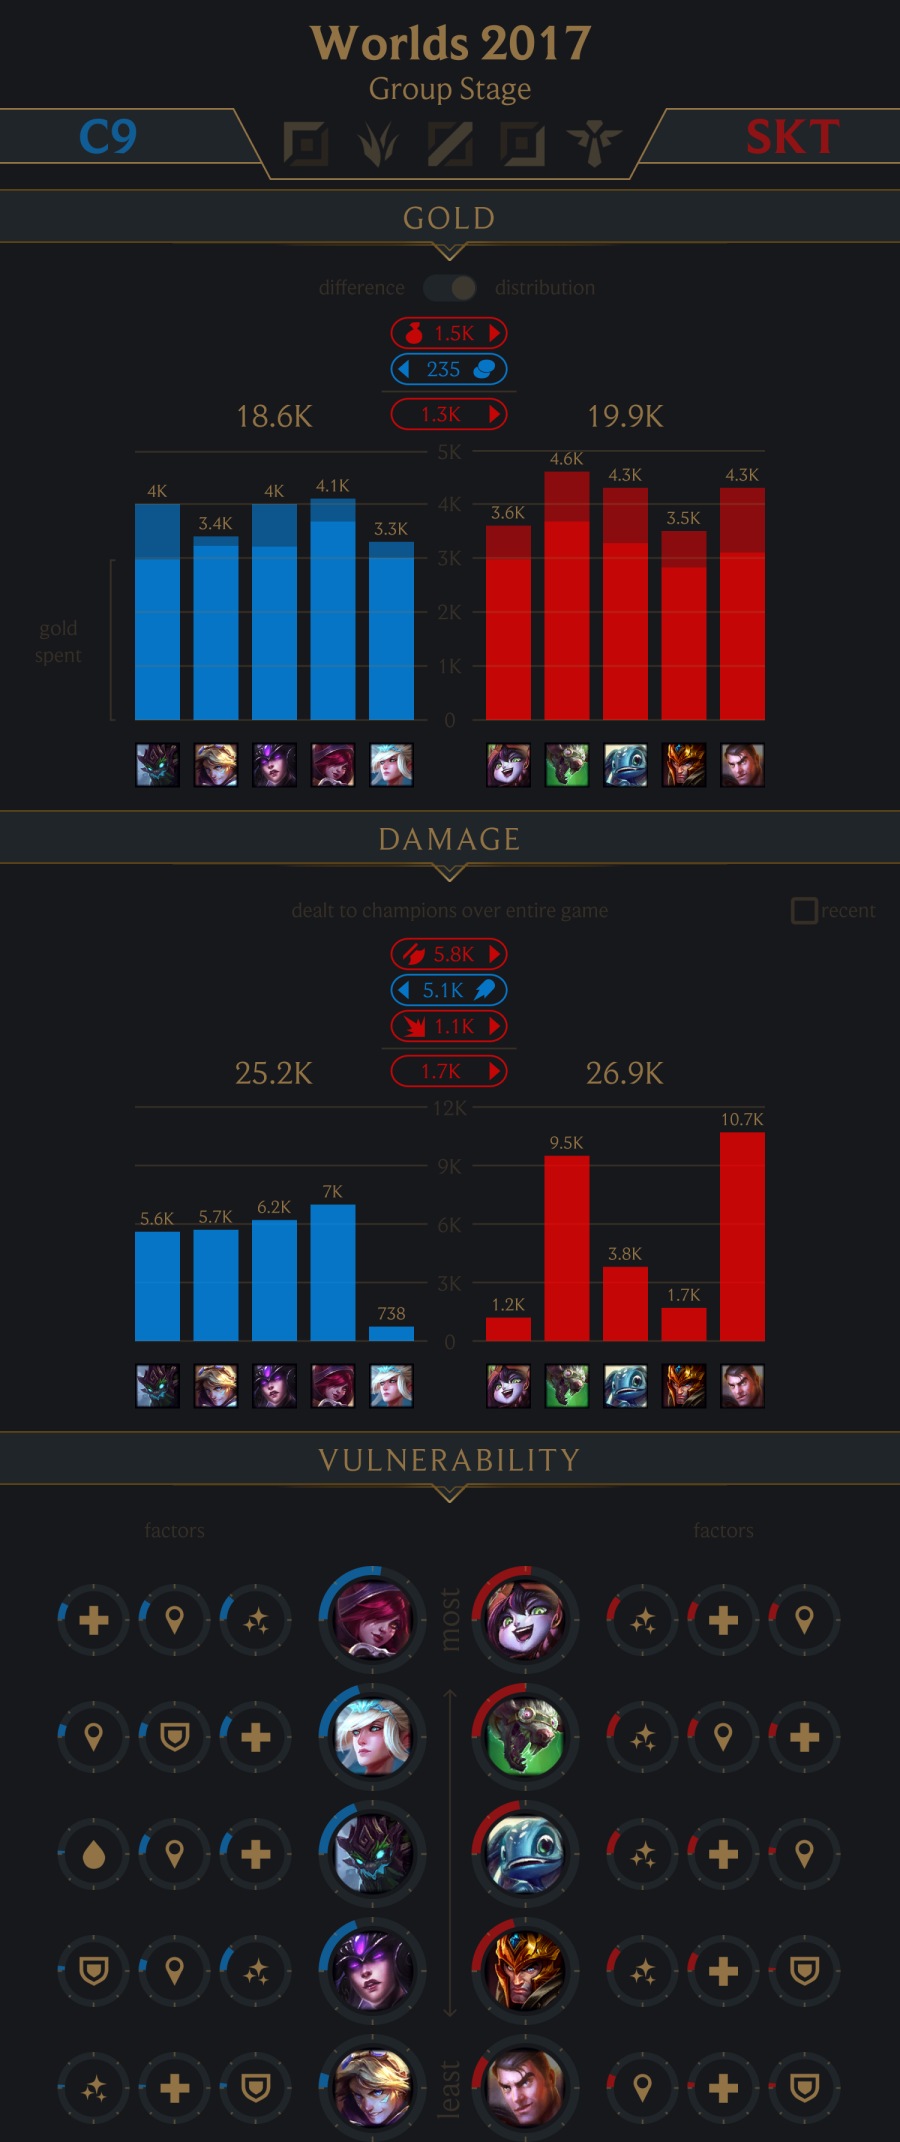 Worlds 2017
Group Stage
C9 SKT
GOLD
difference distribution
1.5K
235
18.6K 1.3K 19.9K
5K
4K 3.4K 4K 4.1K 3.3K 3.6K 4.6K 4.3K 3.5K 4.3K
4K
3K
2K
1K
0
gold
spent
DAMAGE
dealt to champions over entire game recent
5.8K
5.1K
1.1K
25.2K 1.7K 26.9K
12K
5.6K 5.7K 6.2K 7K 738 1.2K 9.5K 3.8K 1.7K 10.7K
9K
6K
3K
0
VULNERABILITY
factors factors
most
least